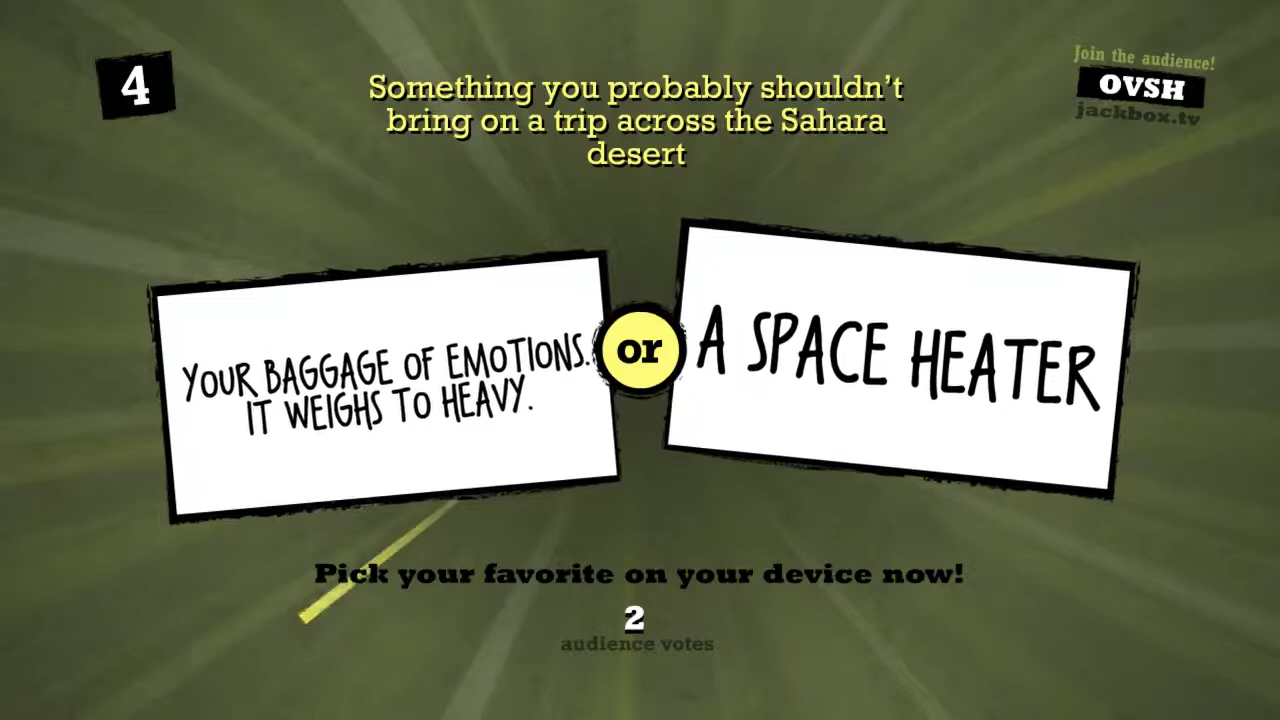 4
Something you probably shouldn't
bring on a trip across the Sahara
desert
Join the audience!
OVSH
jackbox.tv
YOUR BAGGAGE OF EMOTIONS.
IT WEIGHS TO HEAVY.
or
A SPACE HEATER
Pick your favorite on your device now!
2
audience votes